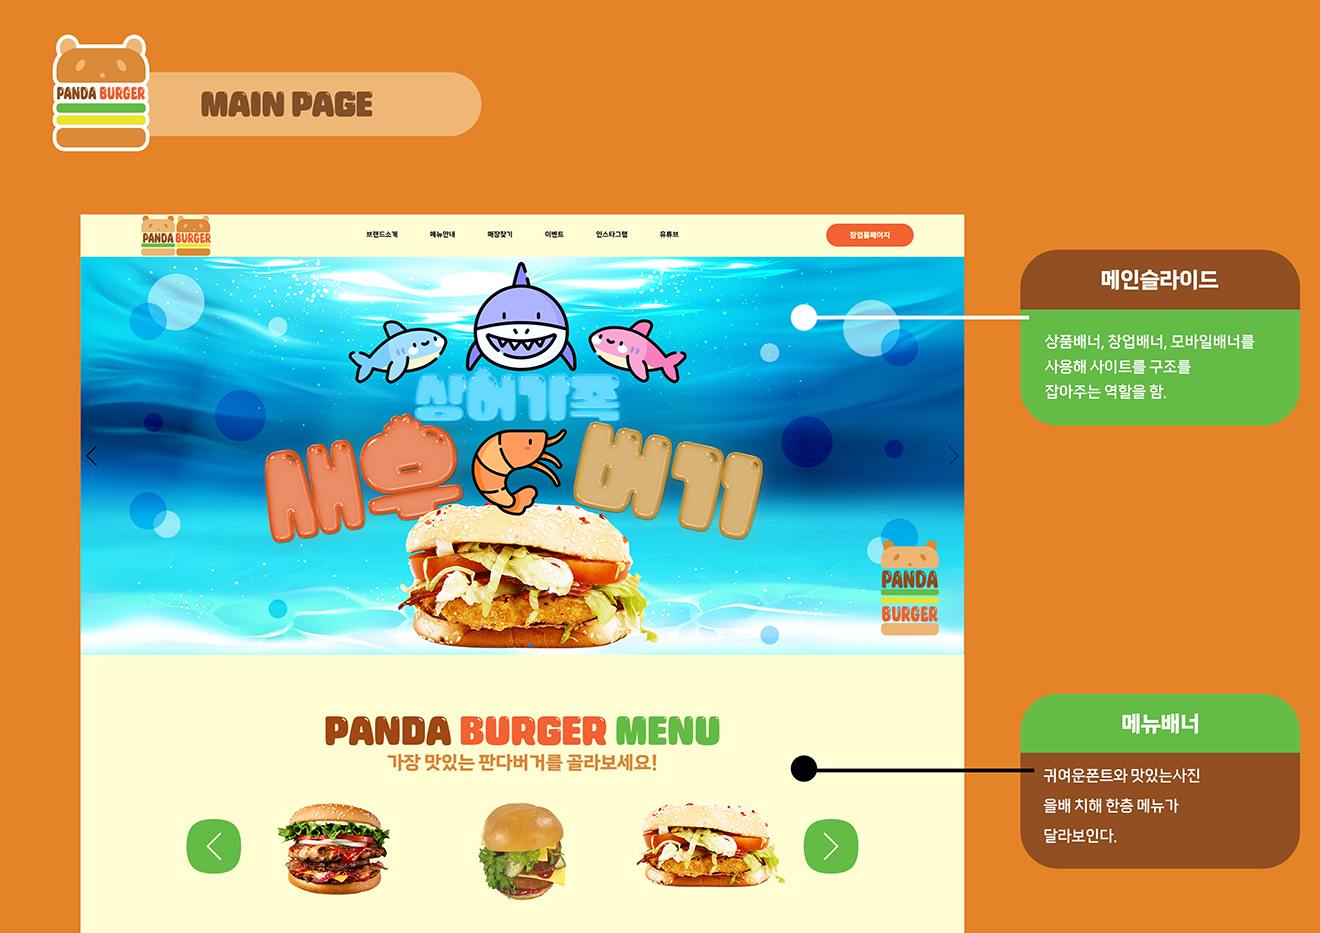 PANDA BURGER
MAIN PAGE
PANDA BURGER
브랜드소개 메뉴안내 매장찾기 이벤트 인스타그램 유튜브
창업홈페이지
상어가족
새우 버기
PANDA
BURGER
메인슬라이드
상품배너, 창업배너, 모바일배너를
사용해 사이트를 구조를
잡아주는 역할을 함.
PANDA BURGER MENU
가장 맛있는 판다버거를 골라보세요!
메뉴배너
귀여운폰트와 맛있는사진
을배 치해 한층 메뉴가
달라보인다.